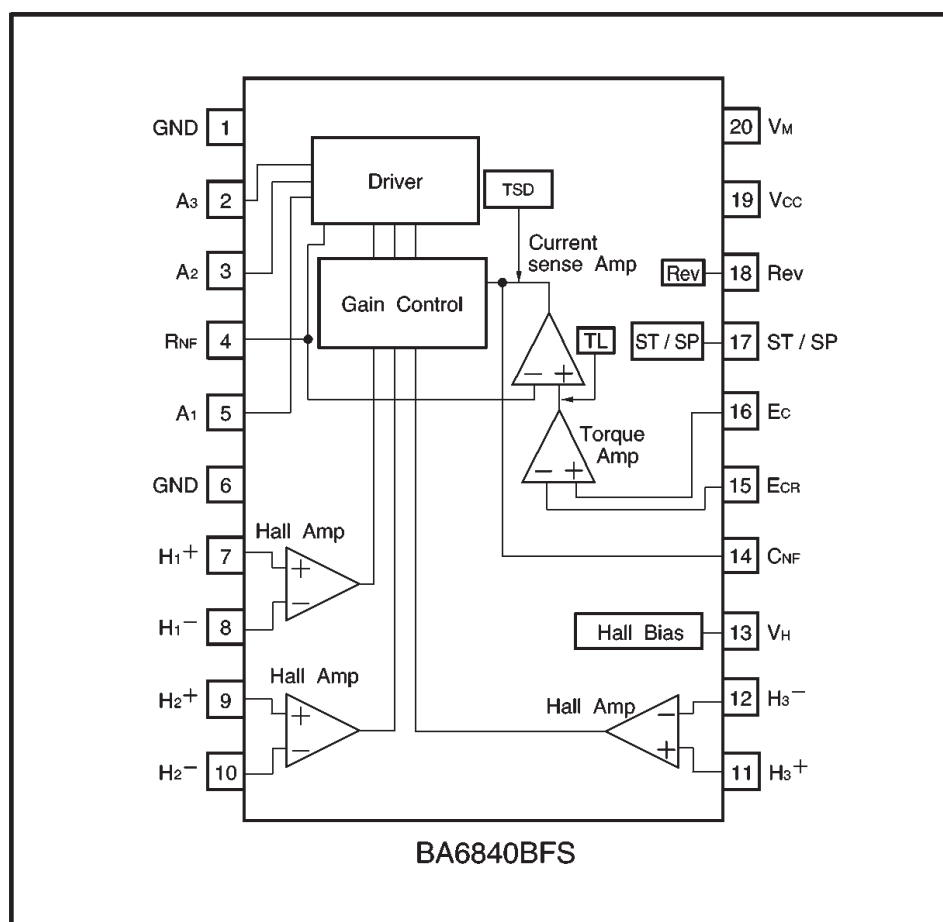 GND 1
A3 2
A2 3
RNF 4
A1 5
GND 6
H1+ 7
H1− 8
H2+ 9
H2− 10
Driver
TSD
Current
sense Amp
Gain Control
TL
− +
Torque
Amp
− +
Hall Amp
+
−
Hall Amp
+
−
Hall Amp
−
+
Hall Bias
Rev
ST / SP
20 VM
19 VCC
18 Rev
17 ST / SP
16 EC
15 ECR
14 CNF
13 VH
12 H3−
11 H3+
BA6840BFS